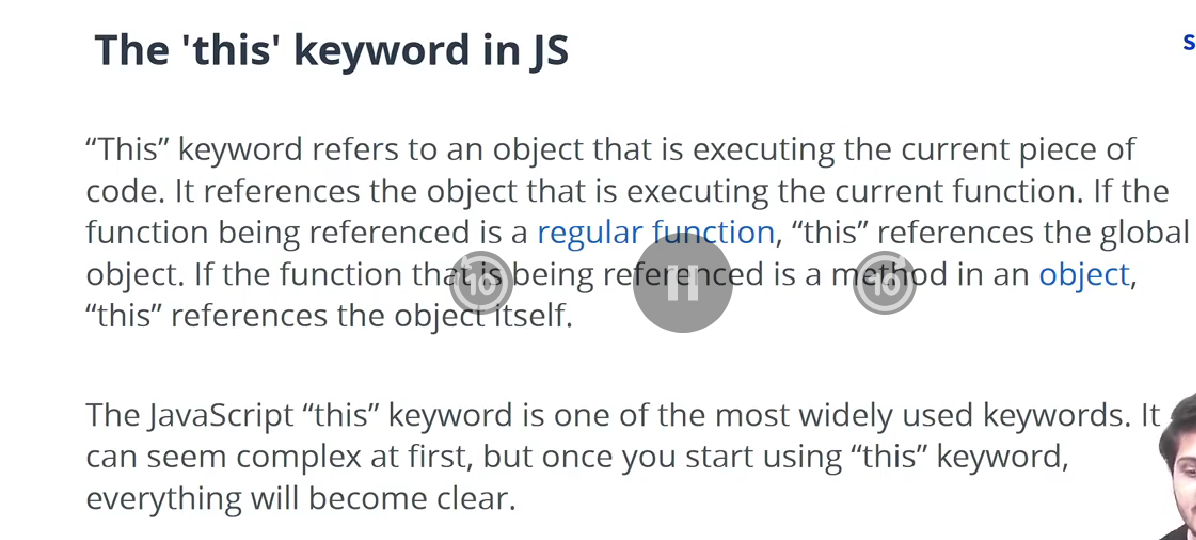 The 'this' keyword in JS
S
“This” keyword refers to an object that is executing the current piece of
code. It references the object that is executing the current function. If the
function being referenced is a regular function, “this” references the global
object. If the function that is being referenced is a method in an object,
“this” references the object itself.
10
10
The JavaScript “this” keyword is one of the most widely used keywords. It
can seem complex at first, but once you start using “this” keyword,
everything will become clear.